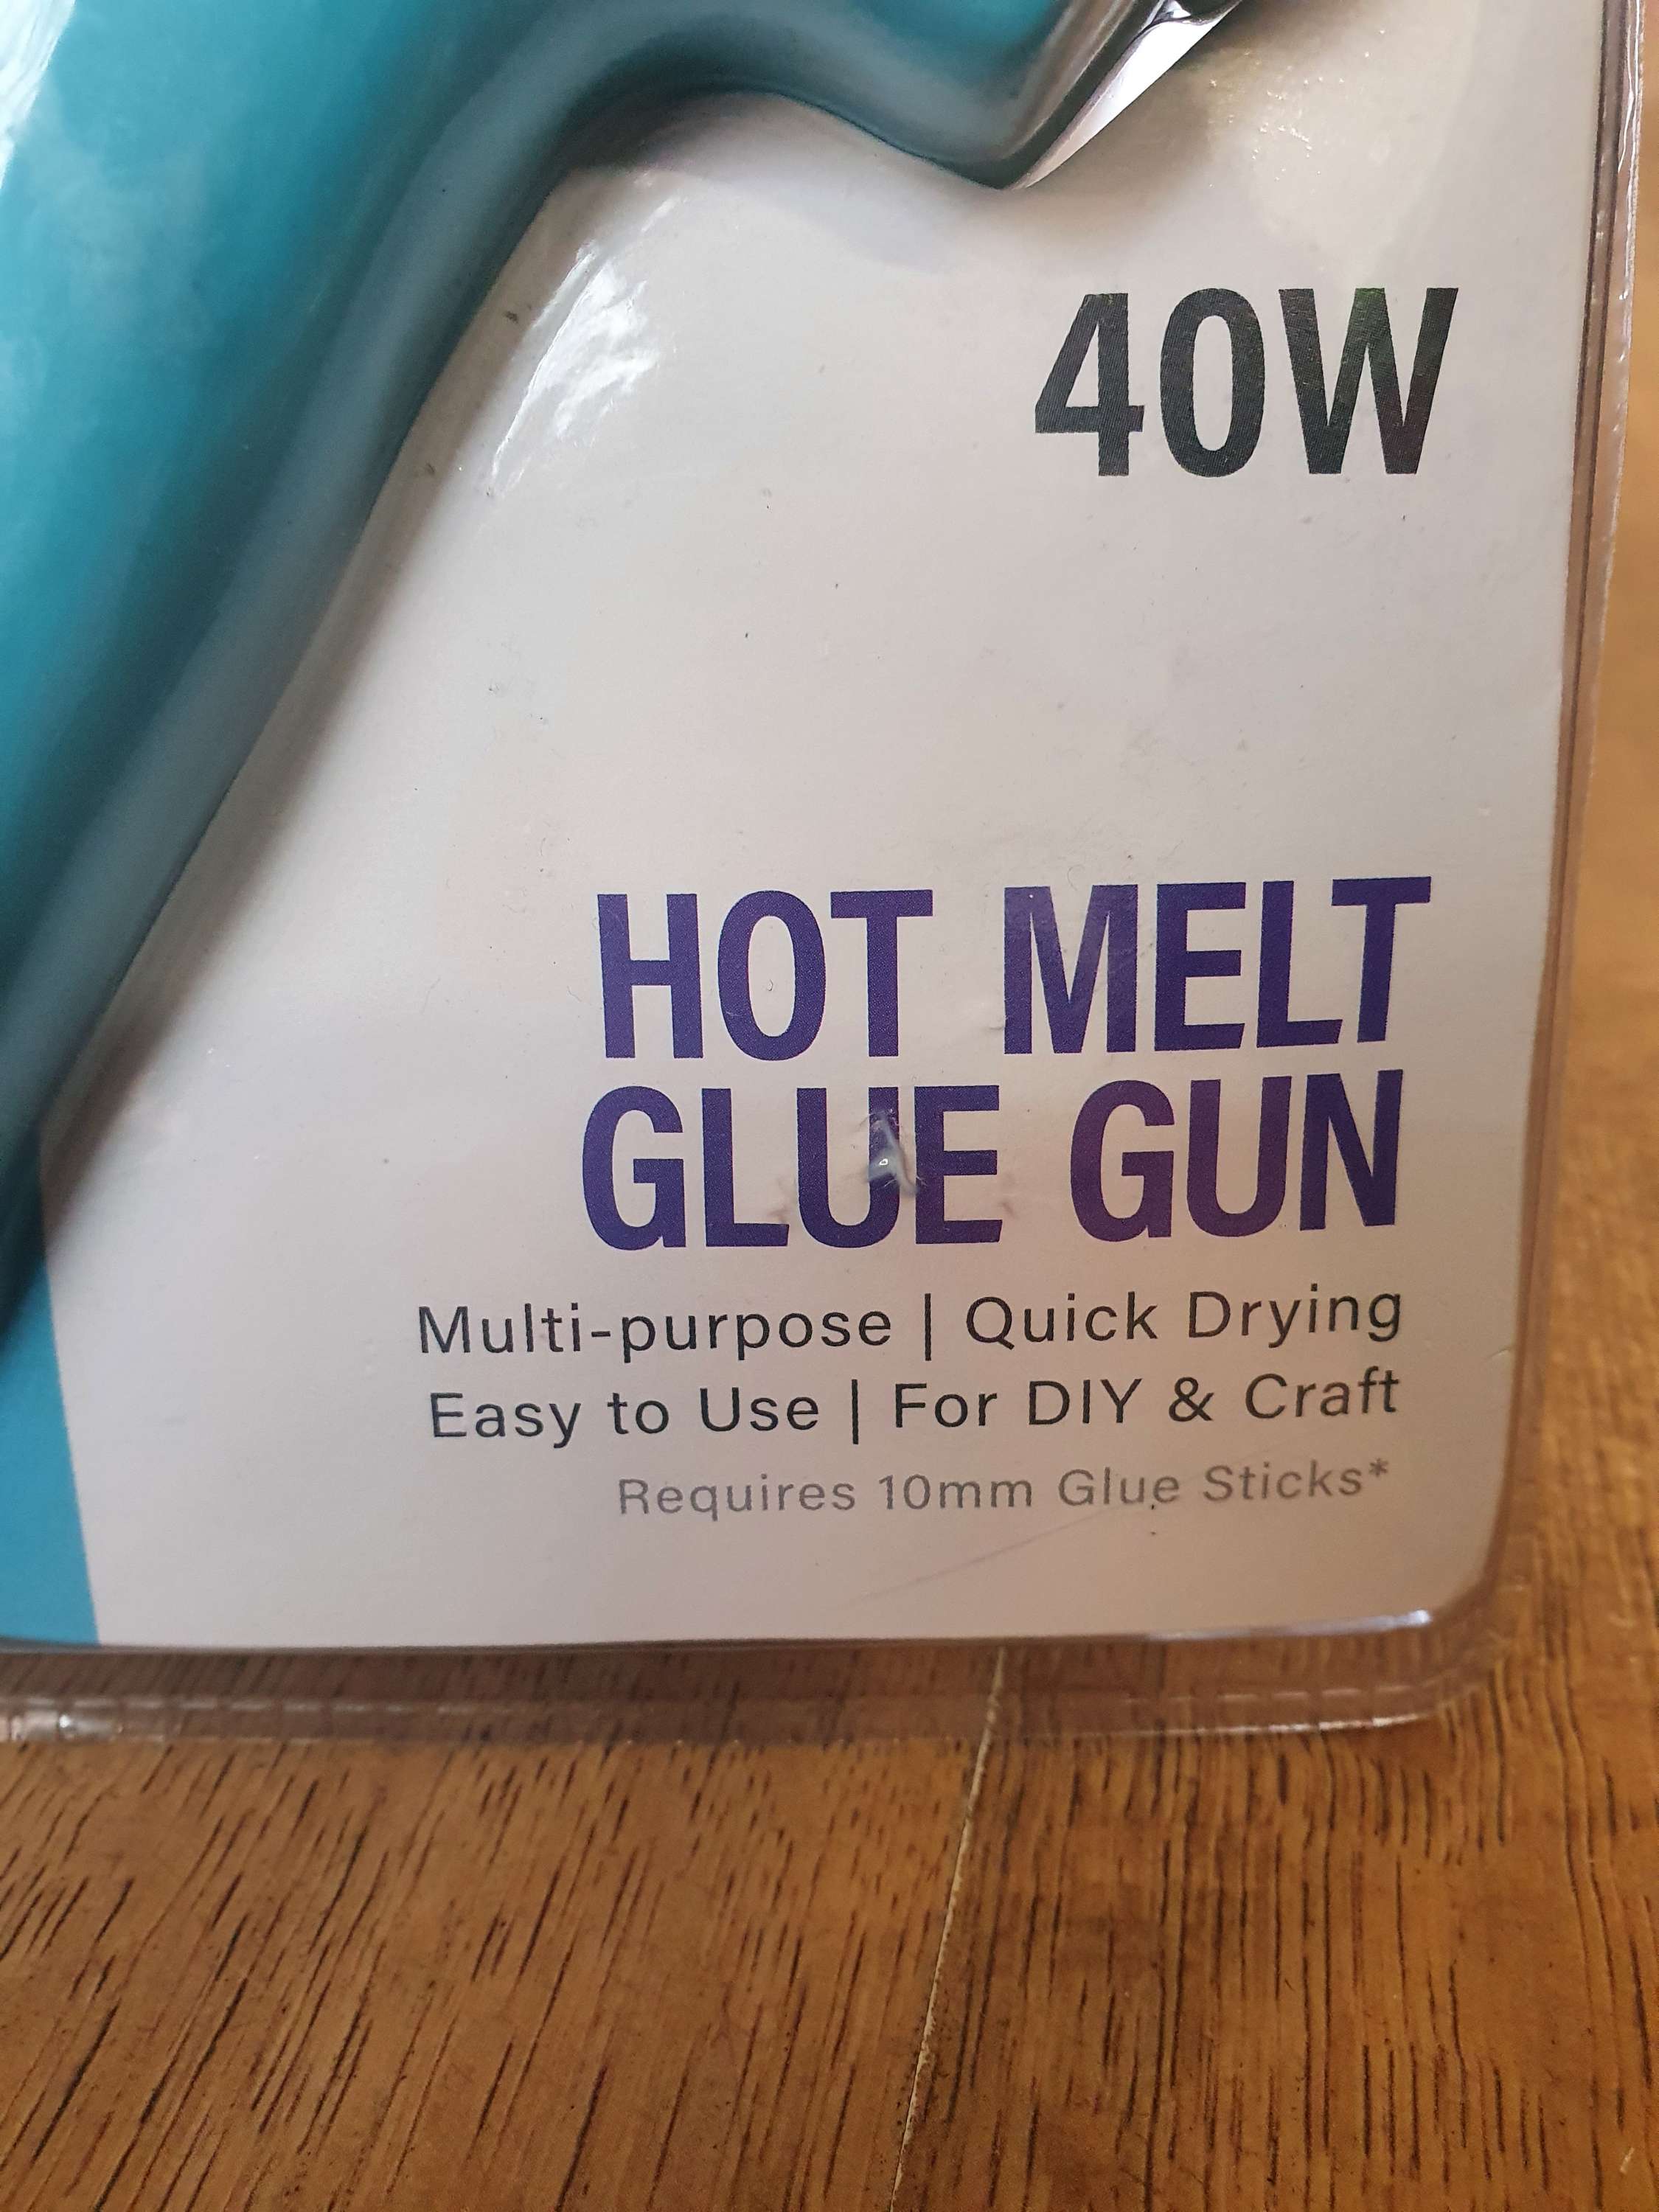 40W
HOT MELT
GLUE GUN
Multi-purpose | Quick Drying
Easy to Use | For DIY & Craft
Requires 10mm Glue Sticks*